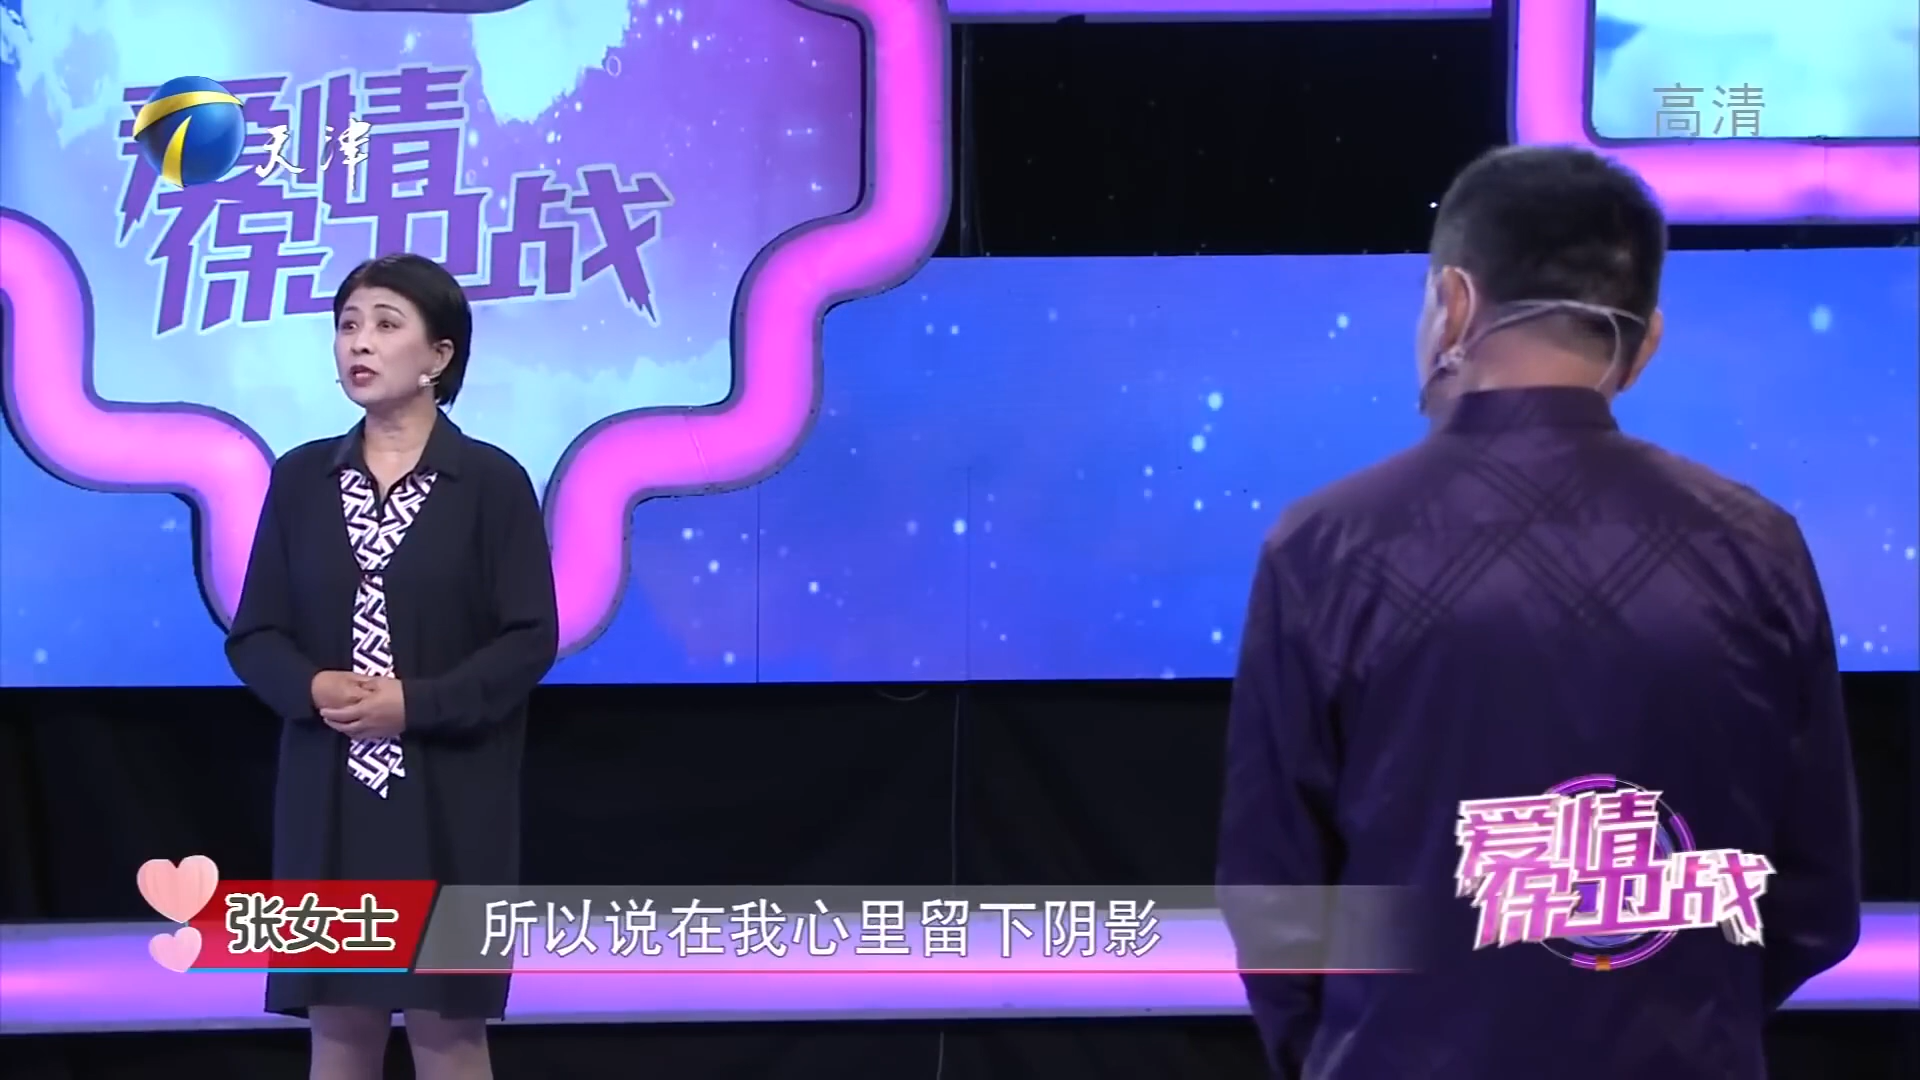 爱情
保卫战
天津
高清
张女士
所以说在我心里留下阴影
爱情
保卫战